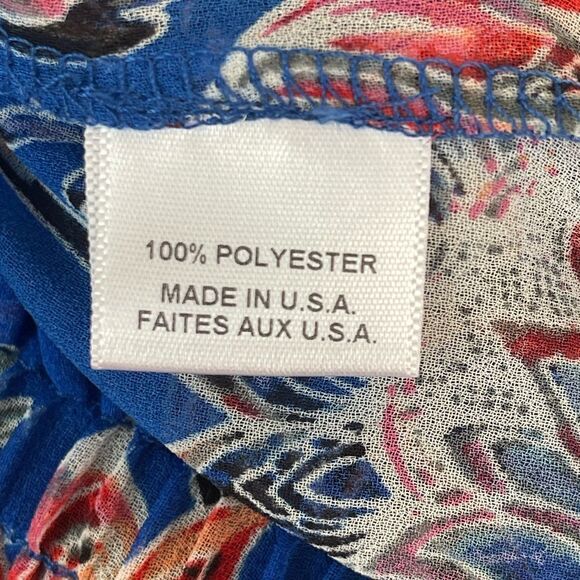 100% POLYESTER
MADE IN U.S.A.
FAITES AUX U.S.A.